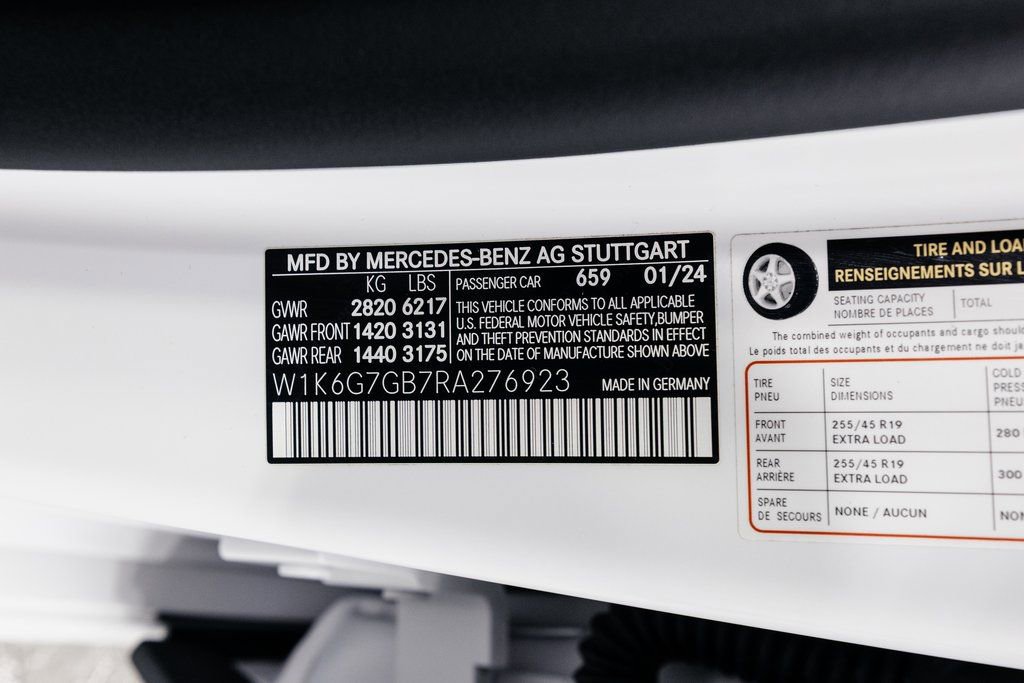 MFD BY MERCEDES-BENZ AG STUTTGART
KG LBS
GVWR 2820 6217
GAWR FRONT 1420 3131
GAWR REAR 1440 3175
PASSENGER CAR 659 01/24
THIS VEHICLE CONFORMS TO ALL APPLICABLE
U.S. FEDERAL MOTOR VEHICLE SAFETY,BUMPER
AND THEFT PREVENTION STANDARDS IN EFFECT
ON THE DATE OF MANUFACTURE SHOWN ABOVE
W1K6G7GB7RA276923 MADE IN GERMANY
TIRE AND LOA
RENSEIGNEMENTS SUR L
SEATING CAPACITY
NOMBRE DE PLACES
TOTAL
The combined weight of occupants and cargo should
Le poids total des occupants et du chargement ne doit ja
TIRE
PNEU
SIZE
DIMENSIONS
COLD
PRES
PNEU
FRONT
AVANT
255/45 R19
EXTRA LOAD
280
REAR
ARRIÈRE
255/45 R19
EXTRA LOAD
300
SPARE
DE SECOURS
NONE / AUCUN
NON